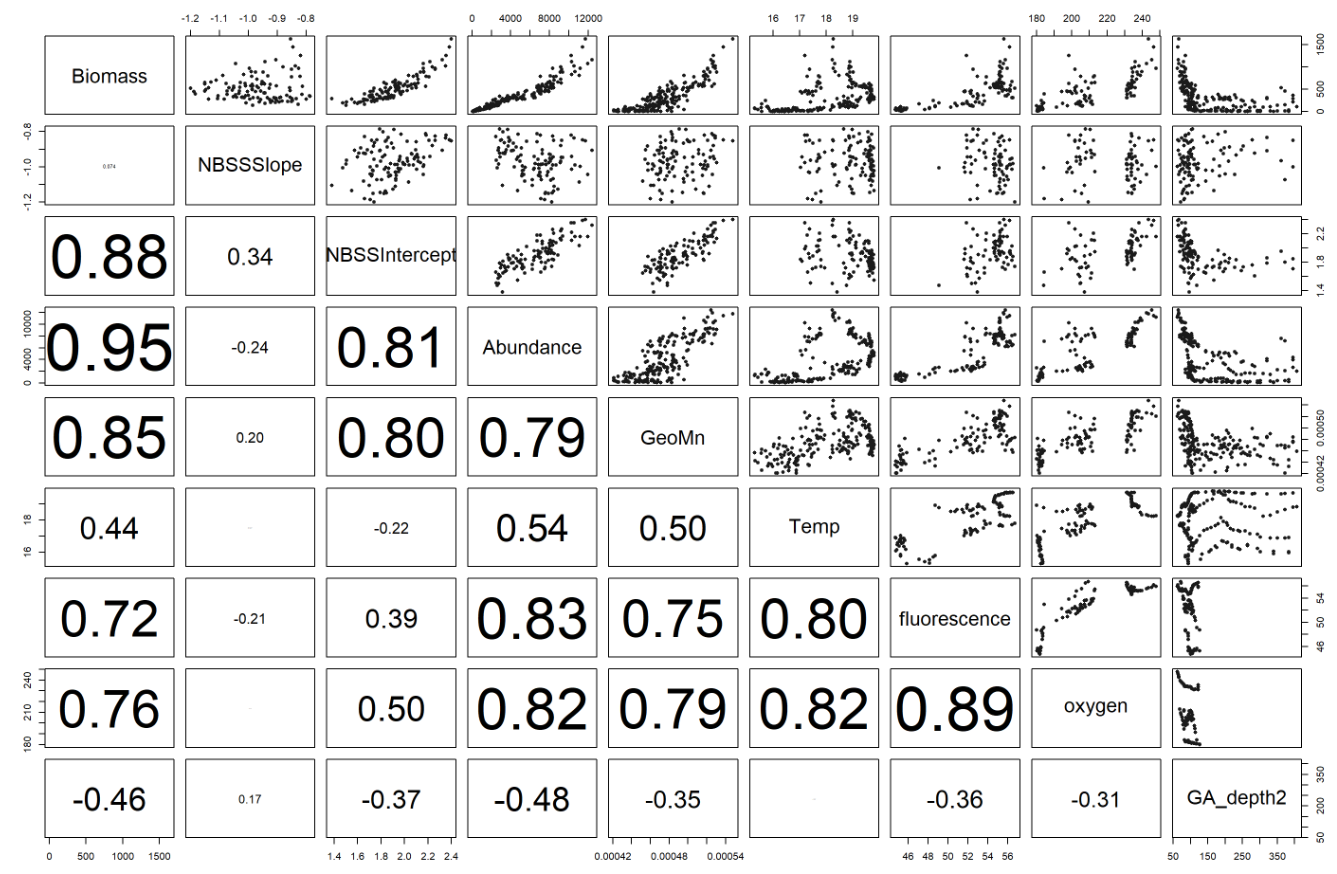 -1.2 -1.1 -1.0 -0.9 -0.8 0 4000 8000 12000 16 17 18 19 180 200 220 240
Biomass 0 500 1500
-1.2 -1.0 -0.8 NBSSSlope
0.88 0.34 NBSSIntercept 1.4 1.8 2.2
0 4000 10000 0.95 -0.24 0.81 Abundance
0.85 0.20 0.80 0.79 GeoMn 0.00042 0.00050
16 18 0.44 -0.22 0.54 0.50 Temp
0.72 -0.21 0.39 0.83 0.75 0.80 fluorescence 46 50 54
180 210 240 0.76 0.50 0.82 0.79 0.82 0.89 oxygen
-0.46 0.17 -0.37 -0.48 -0.35 -0.36 -0.31 GA_depth2 50 200 350
0 500 1000 1500 1.4 1.6 1.8 2.0 2.2 2.4 0.00042 0.00048 0.00054 46 48 50 52 54 56 50 150 250 350